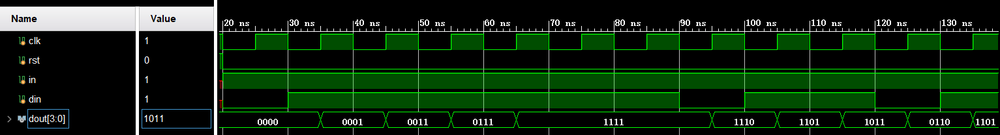 Name Value 20 ns 30 ns 40 ns 50 ns 60 ns 70 ns 80 ns 90 ns 100 ns 110 ns 120 ns 130 ns
clk 1
rst 0
in 1
din 1
dout[3:0] 1011 0000 0001 0011 0111 1111 1110 1101 1011 0110 1101